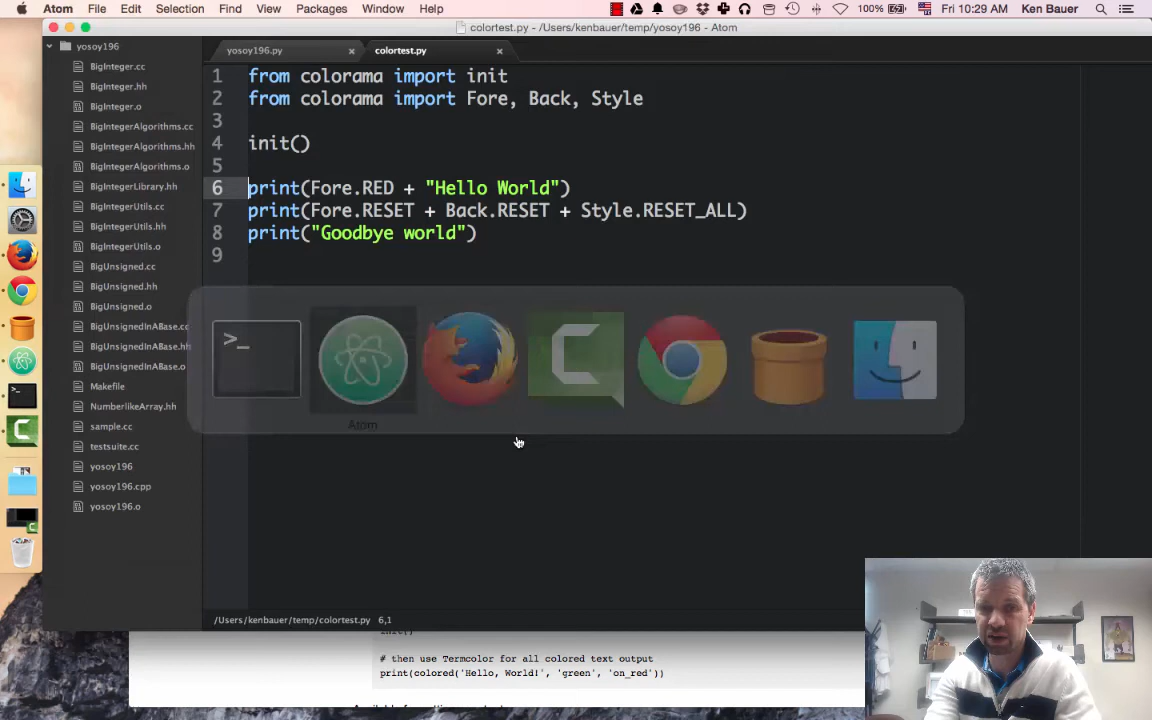 Atom File Edit Selection Find View Packages Window Help 100% Fri 10:29 AM Ken Bauer
colortest.py - /Users/kenbauer/temp/yosoy196 - Atom
yosoy196
yosoy196.py
colortest.py
BigInteger.cc
BigInteger.hh
BigInteger.o
BigIntegerAlgorithms.cc
BigIntegerAlgorithms.hh
BigIntegerAlgorithms.o
BigIntegerLibrary.hh
BigIntegerUtils.cc
BigIntegerUtils.hh
BigIntegerUtils.o
BigUnsigned.cc
BigUnsigned.hh
BigUnsigned.o
BigUnsignedInABase.cc
BigUnsignedInABase.hh
BigUnsignedInABase.o
Makefile
NumberlikeArray.hh
sample.cc
testsuite.cc
yosoy196
yosoy196.cpp
yosoy196.o
1 from colorama import init
2 from colorama import Fore, Back, Style
3
4 init()
5
6 print(Fore.RED + "Hello World")
7 print(Fore.RESET + Back.RESET + Style.RESET_ALL)
8 print("Goodbye world")
9
>_
Atom
/Users/kenbauer/temp/colortest.py 6,1
init()
# then use Termcolor for all colored text output
print(colored('Hello, World!', 'green', 'on_red'))